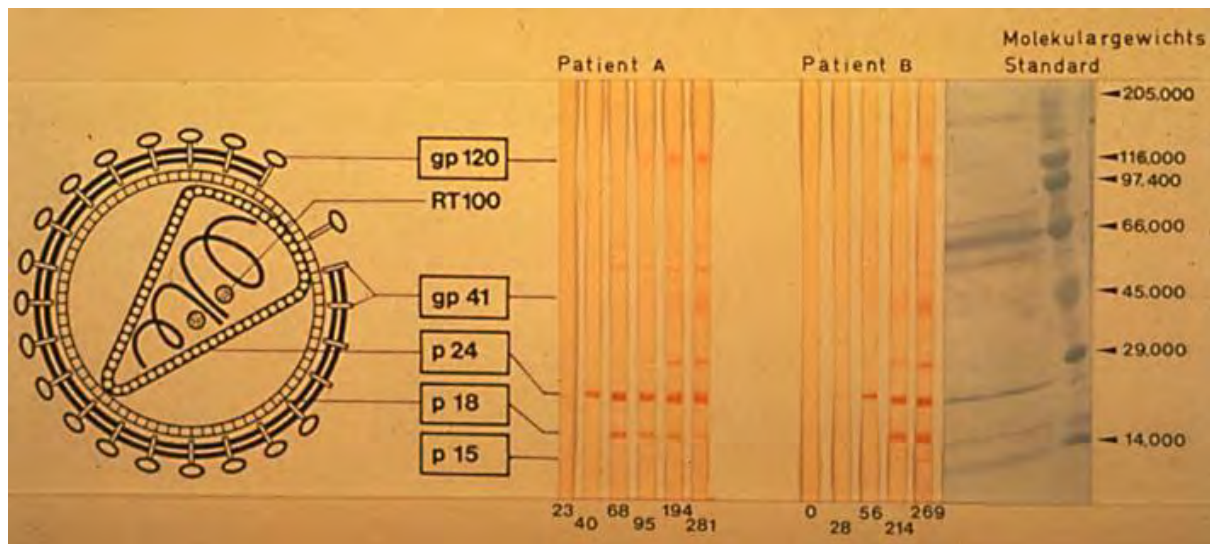 Molekulargewichts
Patient A
Patient B
Standard
205.000
gp 120
116.000
97.400
RT100
66,000
gp 41
45.000
p 24
29.000
p 18
14,000
p 15
23 40 68 95 194 281
0 28 56 214 269